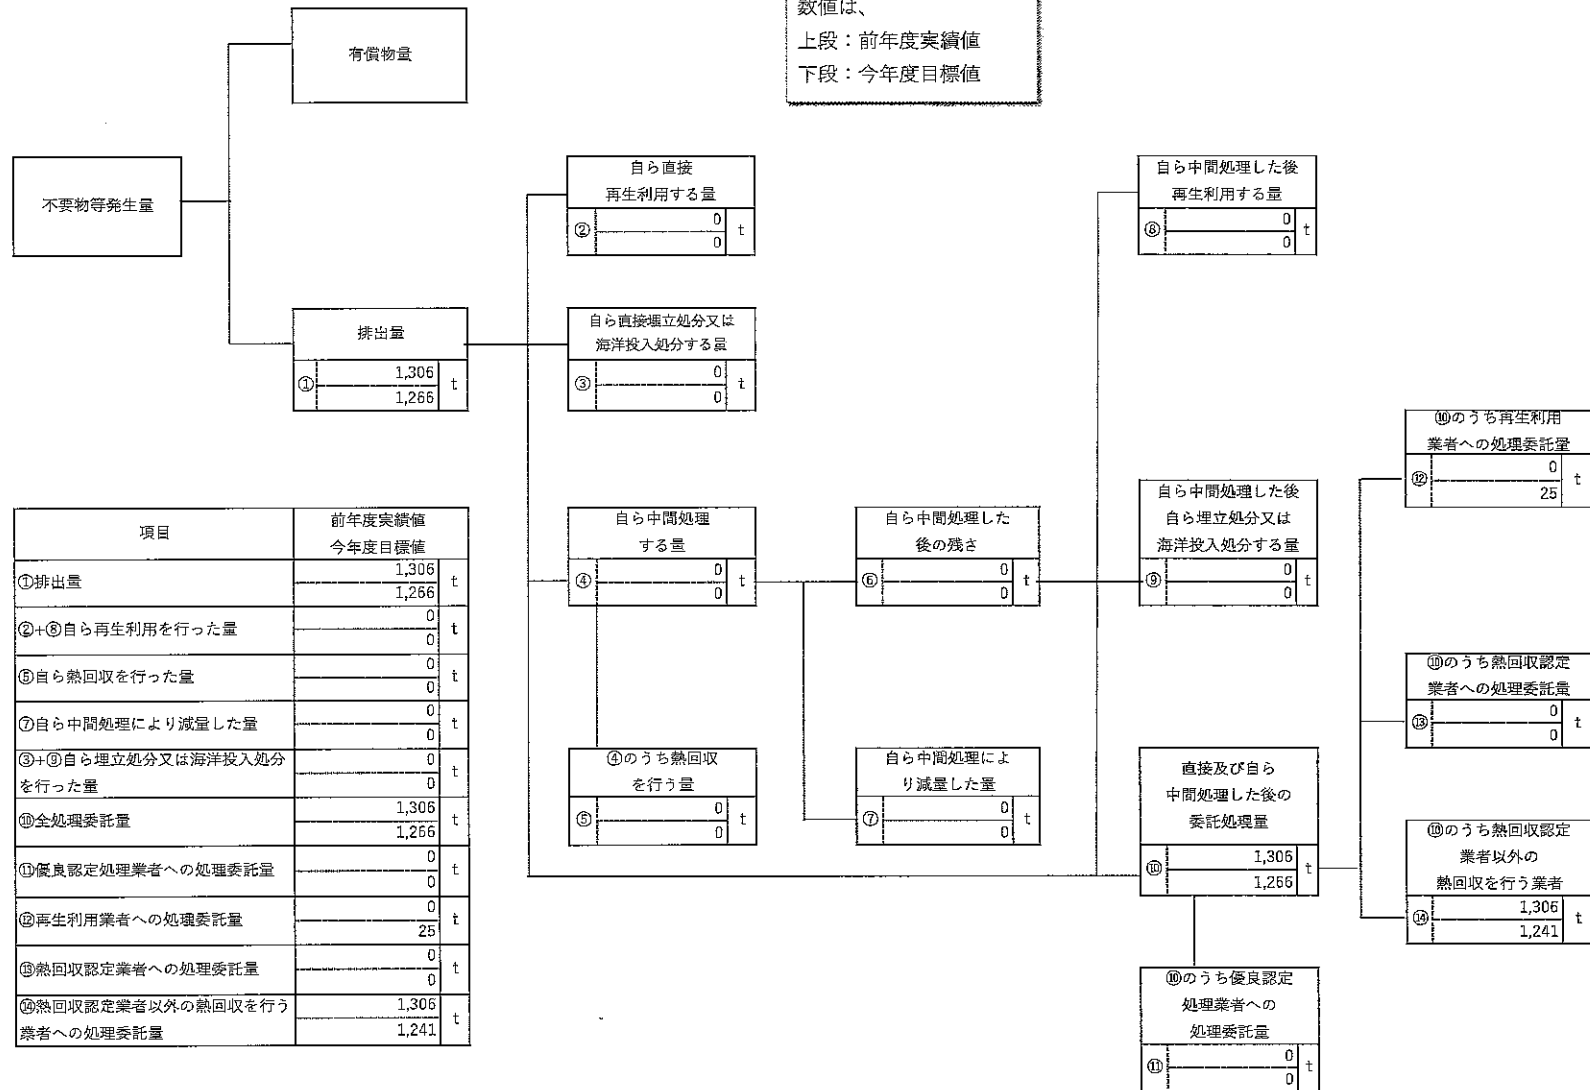 数値は、
上段：前年度実績値
下段：今年度目標値
有償物量
不要物等発生量
排出量
①
1,306
1,266
t
自ら直接
再生利用する量
②
0
0
t
自ら直接埋立処分又は
海洋投入処分する量
③
0
0
t
自ら中間処理
する量
④
0
0
t
④のうち熱回収
を行う量
⑤
0
0
t
自ら中間処理した
後の残さ
⑥
0
0
t
自ら中間処理によ
り減量した量
⑦
0
0
t
自ら中間処理した後
再生利用する量
⑧
0
0
t
自ら中間処理した後
自ら埋立処分又は
海洋投入処分する量
⑨
0
0
t
直接及び自ら
中間処理した後の
委託処理量
⑩
1,306
1,266
t
⑩のうち優良認定
処理業者への
処理委託量
⑪
0
0
t
⑩のうち再生利用
業者への処理委託量
⑫
0
25
t
⑩のうち熱回収認定
業者への処理委託量
⑬
0
0
t
⑩のうち熱回収認定
業者以外の
熱回収を行う業者
⑭
1,306
1,241
t
項目
前年度実績値
今年度目標値
①排出量
1,306
1,266
t
②+⑧自ら再生利用を行った量
0
0
t
⑤自ら熱回収を行った量
0
0
t
⑦自ら中間処理により減量した量
0
0
t
③+⑨自ら埋立処分又は海洋投入処分
を行った量
0
0
t
⑩全処理委託量
1,306
1,266
t
⑪優良認定処理業者への処理委託量
0
0
t
⑫再生利用業者への処理委託量
0
25
t
⑬熱回収認定業者への処理委託量
0
0
t
⑭熱回収認定業者以外の熱回収を行う
業者への処理委託量
1,306
1,241
t